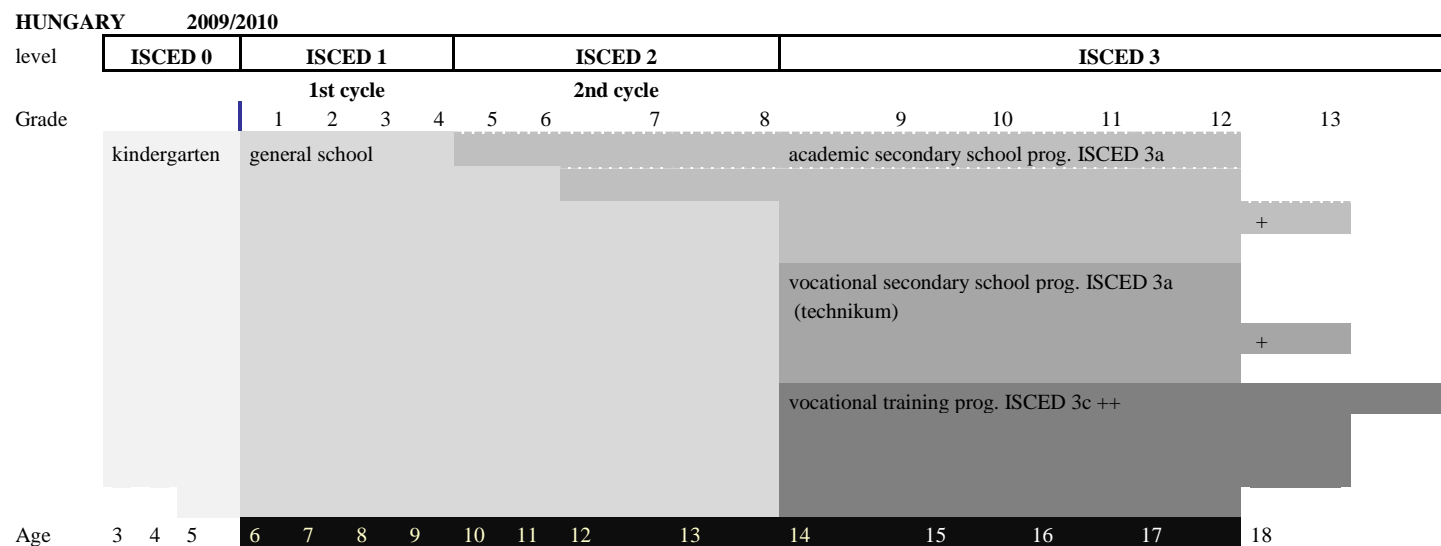 HUNGARY 2009/2010
level ISCED 0 ISCED 1 ISCED 2 ISCED 3
1st cycle 2nd cycle
Grade 1 2 3 4 5 6 7 8 9 10 11 12 13
kindergarten general school academic secondary school prog. ISCED 3a
+
vocational secondary school prog. ISCED 3a
(technikum)
+
vocational training prog. ISCED 3c ++
Age 3 4 5 6 7 8 9 10 11 12 13 14 15 16 17 18